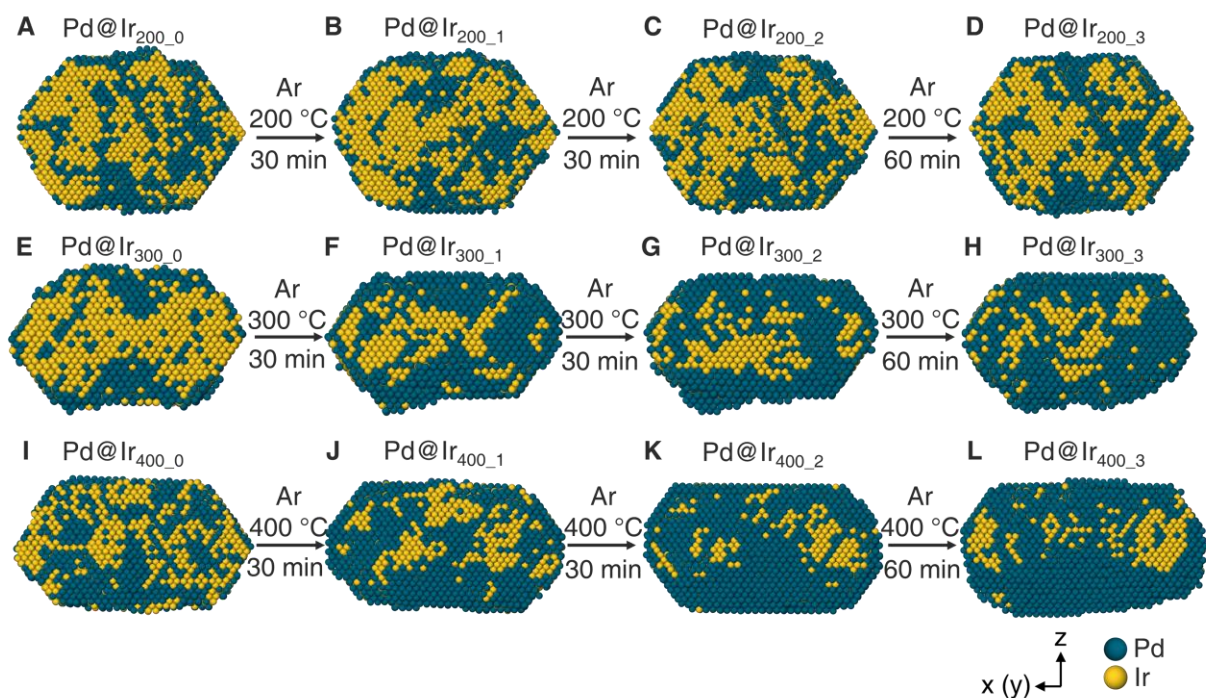 A Pd@Ir200_0
B Pd@Ir200_1
C Pd@Ir200_2
D Pd@Ir200_3
Ar
200 °C
30 min
Ar
200 °C
30 min
Ar
200 °C
60 min
E Pd@Ir300_0
F Pd@Ir300_1
G Pd@Ir300_2
H Pd@Ir300_3
Ar
300 °C
30 min
Ar
300 °C
30 min
Ar
300 °C
60 min
I Pd@Ir400_0
J Pd@Ir400_1
K Pd@Ir400_2
L Pd@Ir400_3
Ar
400 °C
30 min
Ar
400 °C
30 min
Ar
400 °C
60 min
z
x (y)
Pd
Ir